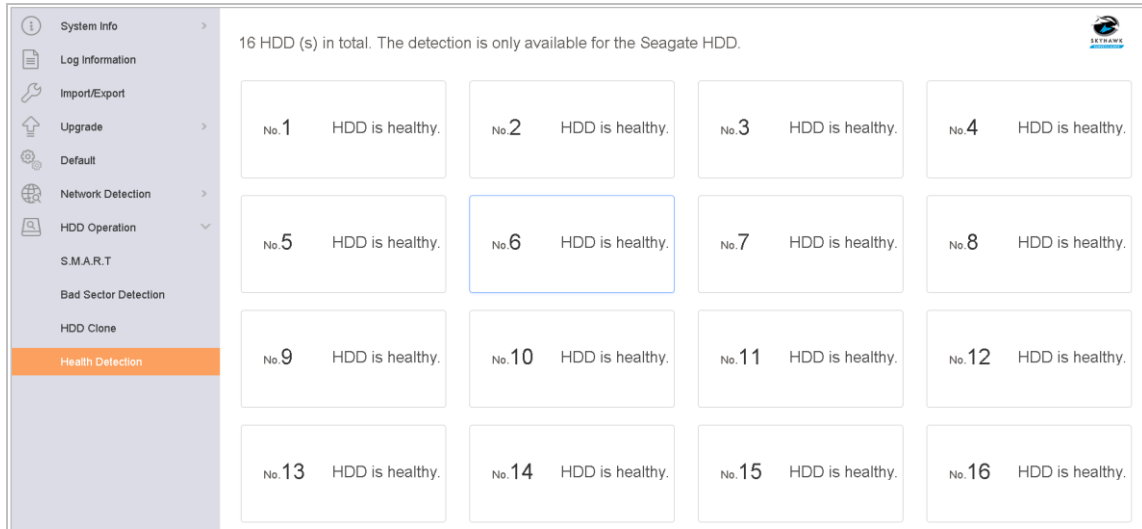 System Info
Log Information
Import/Export
Upgrade
Default
Network Detection
HDD Operation
S.M.A.R.T
Bad Sector Detection
HDD Clone
Health Detection
16 HDD (s) in total. The detection is only available for the Seagate HDD.
SKYHAWK
No.1 HDD is healthy.
No.2 HDD is healthy.
No.3 HDD is healthy.
No.4 HDD is healthy.
No.5 HDD is healthy.
No.6 HDD is healthy.
No.7 HDD is healthy.
No.8 HDD is healthy.
No.9 HDD is healthy.
No.10 HDD is healthy.
No.11 HDD is healthy.
No.12 HDD is healthy.
No.13 HDD is healthy.
No.14 HDD is healthy.
No.15 HDD is healthy.
No.16 HDD is healthy.